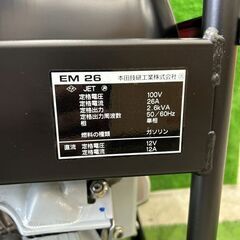 EM 26 本田技研工業株式会社
JET
定格電圧 100V
定格電流 26A
定格出力 2.6kVA
定格出力周波数 50/60Hz
相 単相
燃料の種類 ガソリン
直流 定格電圧 12V
定格電流 12A